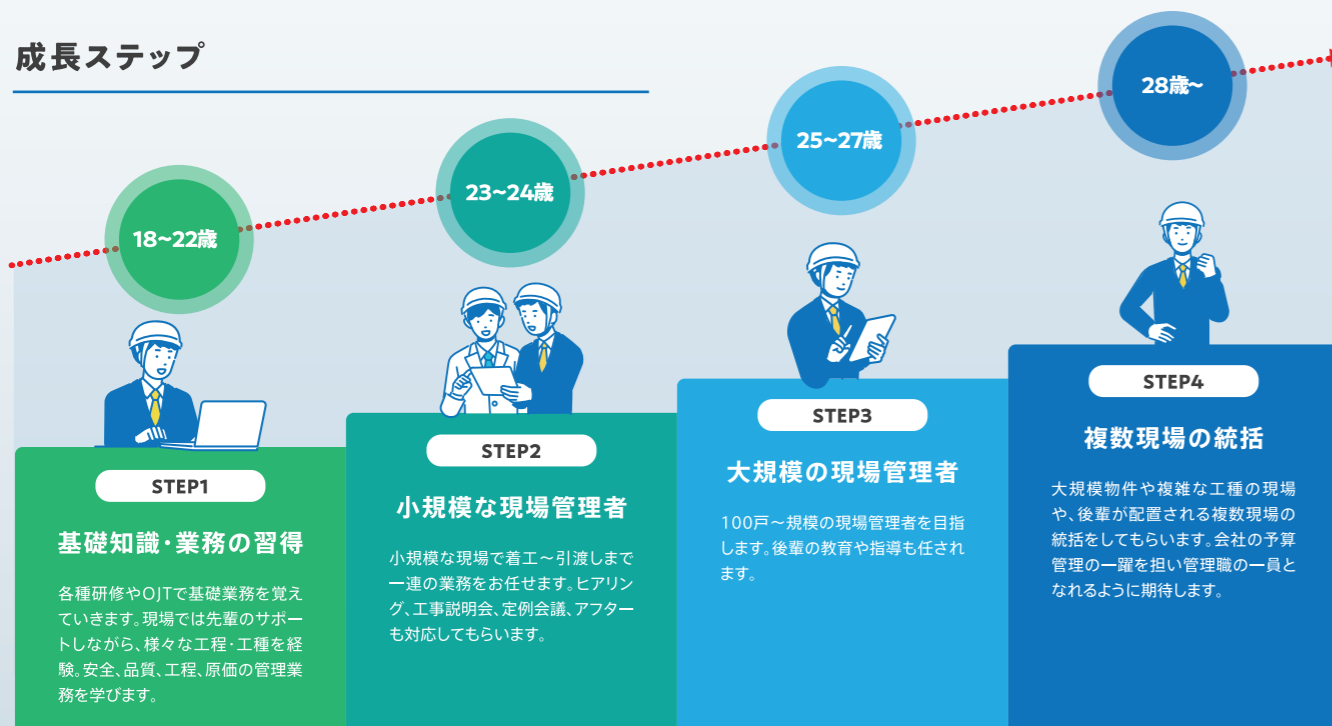 成長ステップ
18~22歳
23~24歳
25~27歳
28歳~
STEP1
基礎知識・業務の習得
各種研修やOJTで基礎業務を覚え
ていきます。現場では先輩のサポー
トしながら、様々な工程・工種を経
験。安全、品質、工程、原価の管理業
務を学びます。
STEP2
小規模な現場管理者
小規模な現場で着工～引渡しまで
一連の業務をお任せます。ヒアリン
グ、工事説明会、定例会議、アフター
も対応してもらいます。
STEP3
大規模の現場管理者
100戸～規模の現場管理者を目指
します。後輩の教育や指導も任され
ます。
STEP4
複数現場の統括
大規模物件や複雑な工種の現場
や、後輩が配置される複数現場の
統括をしてもらいます。会社の予算
管理の一躍を担い管理職の一員と
なれるように期待します。